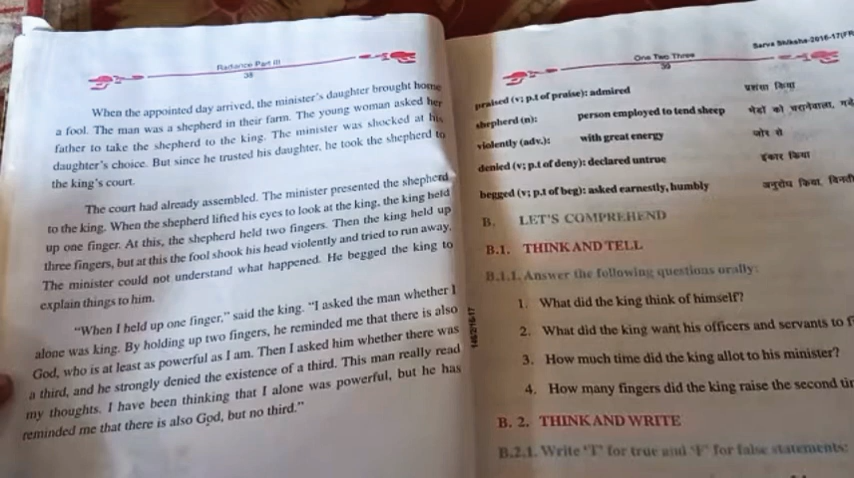 Radiance Part III
38
When the appointed day arrived, the minister's daughter brought home
a fool. The man was a shepherd in their farm. The young woman asked her
father to take the shepherd to the king. The minister was shocked at his
daughter's choice. But since he trusted his daughter, he took the shepherd to
the king's court.
The court had already assembled. The minister presented the shepherd
to the king. When the shepherd lifted his eyes to look at the king, the king held
up one finger. At this, the shepherd held two fingers. Then the king held up
three fingers, but at this the fool shook his head violently and tried to run away.
The minister could not understand what happened. He begged the king to
explain things to him.
"When I held up one finger," said the king. "I asked the man whether I
alone was king. By holding up two fingers, he reminded me that there is also
God, who is at least as powerful as I am. Then I asked him whether there was
a third, and he strongly denied the existence of a third. This man really read
my thoughts. I have been thinking that I alone was powerful, but he has
reminded me that there is also God, but no third."
One Two Three
39
Sarva Shiksha-2016-17(FR
praised (v; p.t of praise): admired प्रशंसा किया
shepherd (n): person employed to tend sheep भेड़ों को चरानेवाला,
violently (adv.): with great energy जोर से
denied (v; p.t of deny): declared untrue इंकार किया
begged (v; p.t of beg): asked earnestly, humbly अनुरोध किया, विनती
B. LET'S COMPREHEND
B.1. THINK AND TELL
B.1.1. Answer the following questions orally:
1. What did the king think of himself?
2. What did the king want his officers and servants to f
3. How much time did the king allot to his minister?
4. How many fingers did the king raise the second tim
B. 2. THINK AND WRITE
B.2.1. Write 'T' for true and 'F' for false statements: